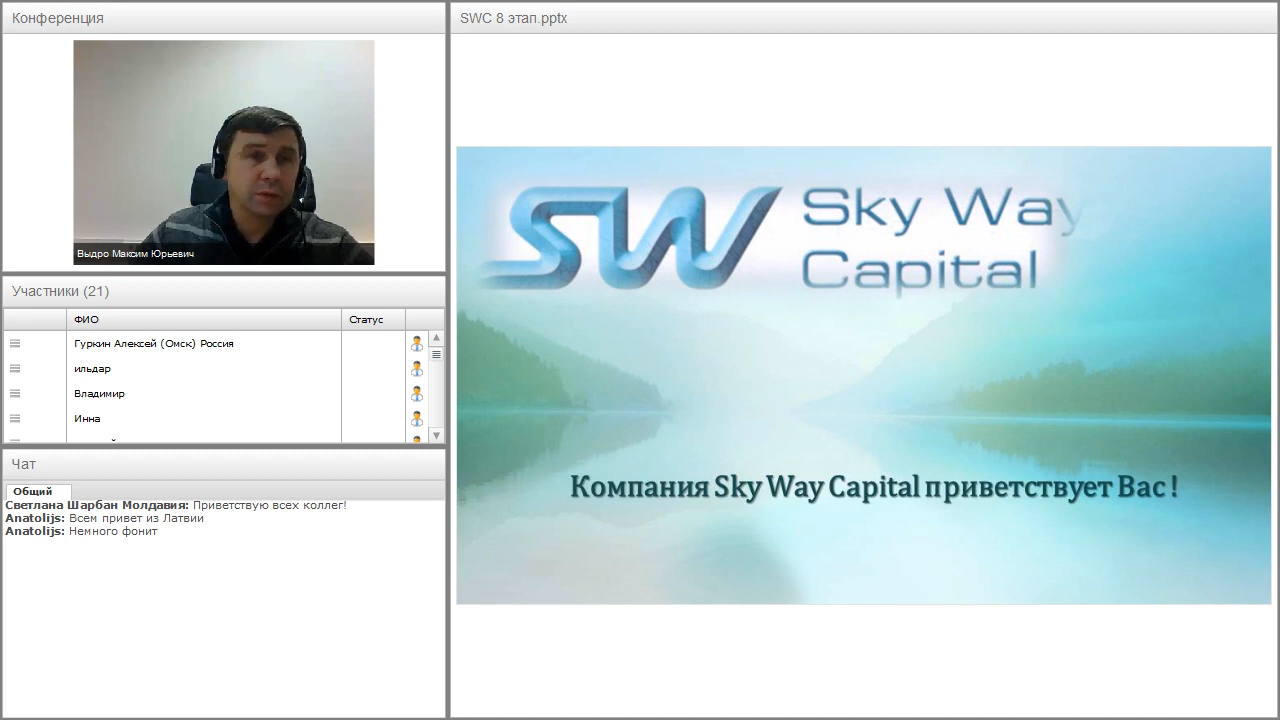 Конференция
Выдро Максим Юрьевич
Участники (21)
ФИО
Статус
Гуркин Алексей (Омск) Россия
ильдар
Владимир
Инна
Чат
Общий
Светлана Шарбан Молдавия: Приветствую всех коллег!
Anatolijs: Всем привет из Латвии
Anatolijs: Немного фонит
SWC 8 этап.pptx
SW Sky Way
Capital
Компания Sky Way Capital приветствует Вас !